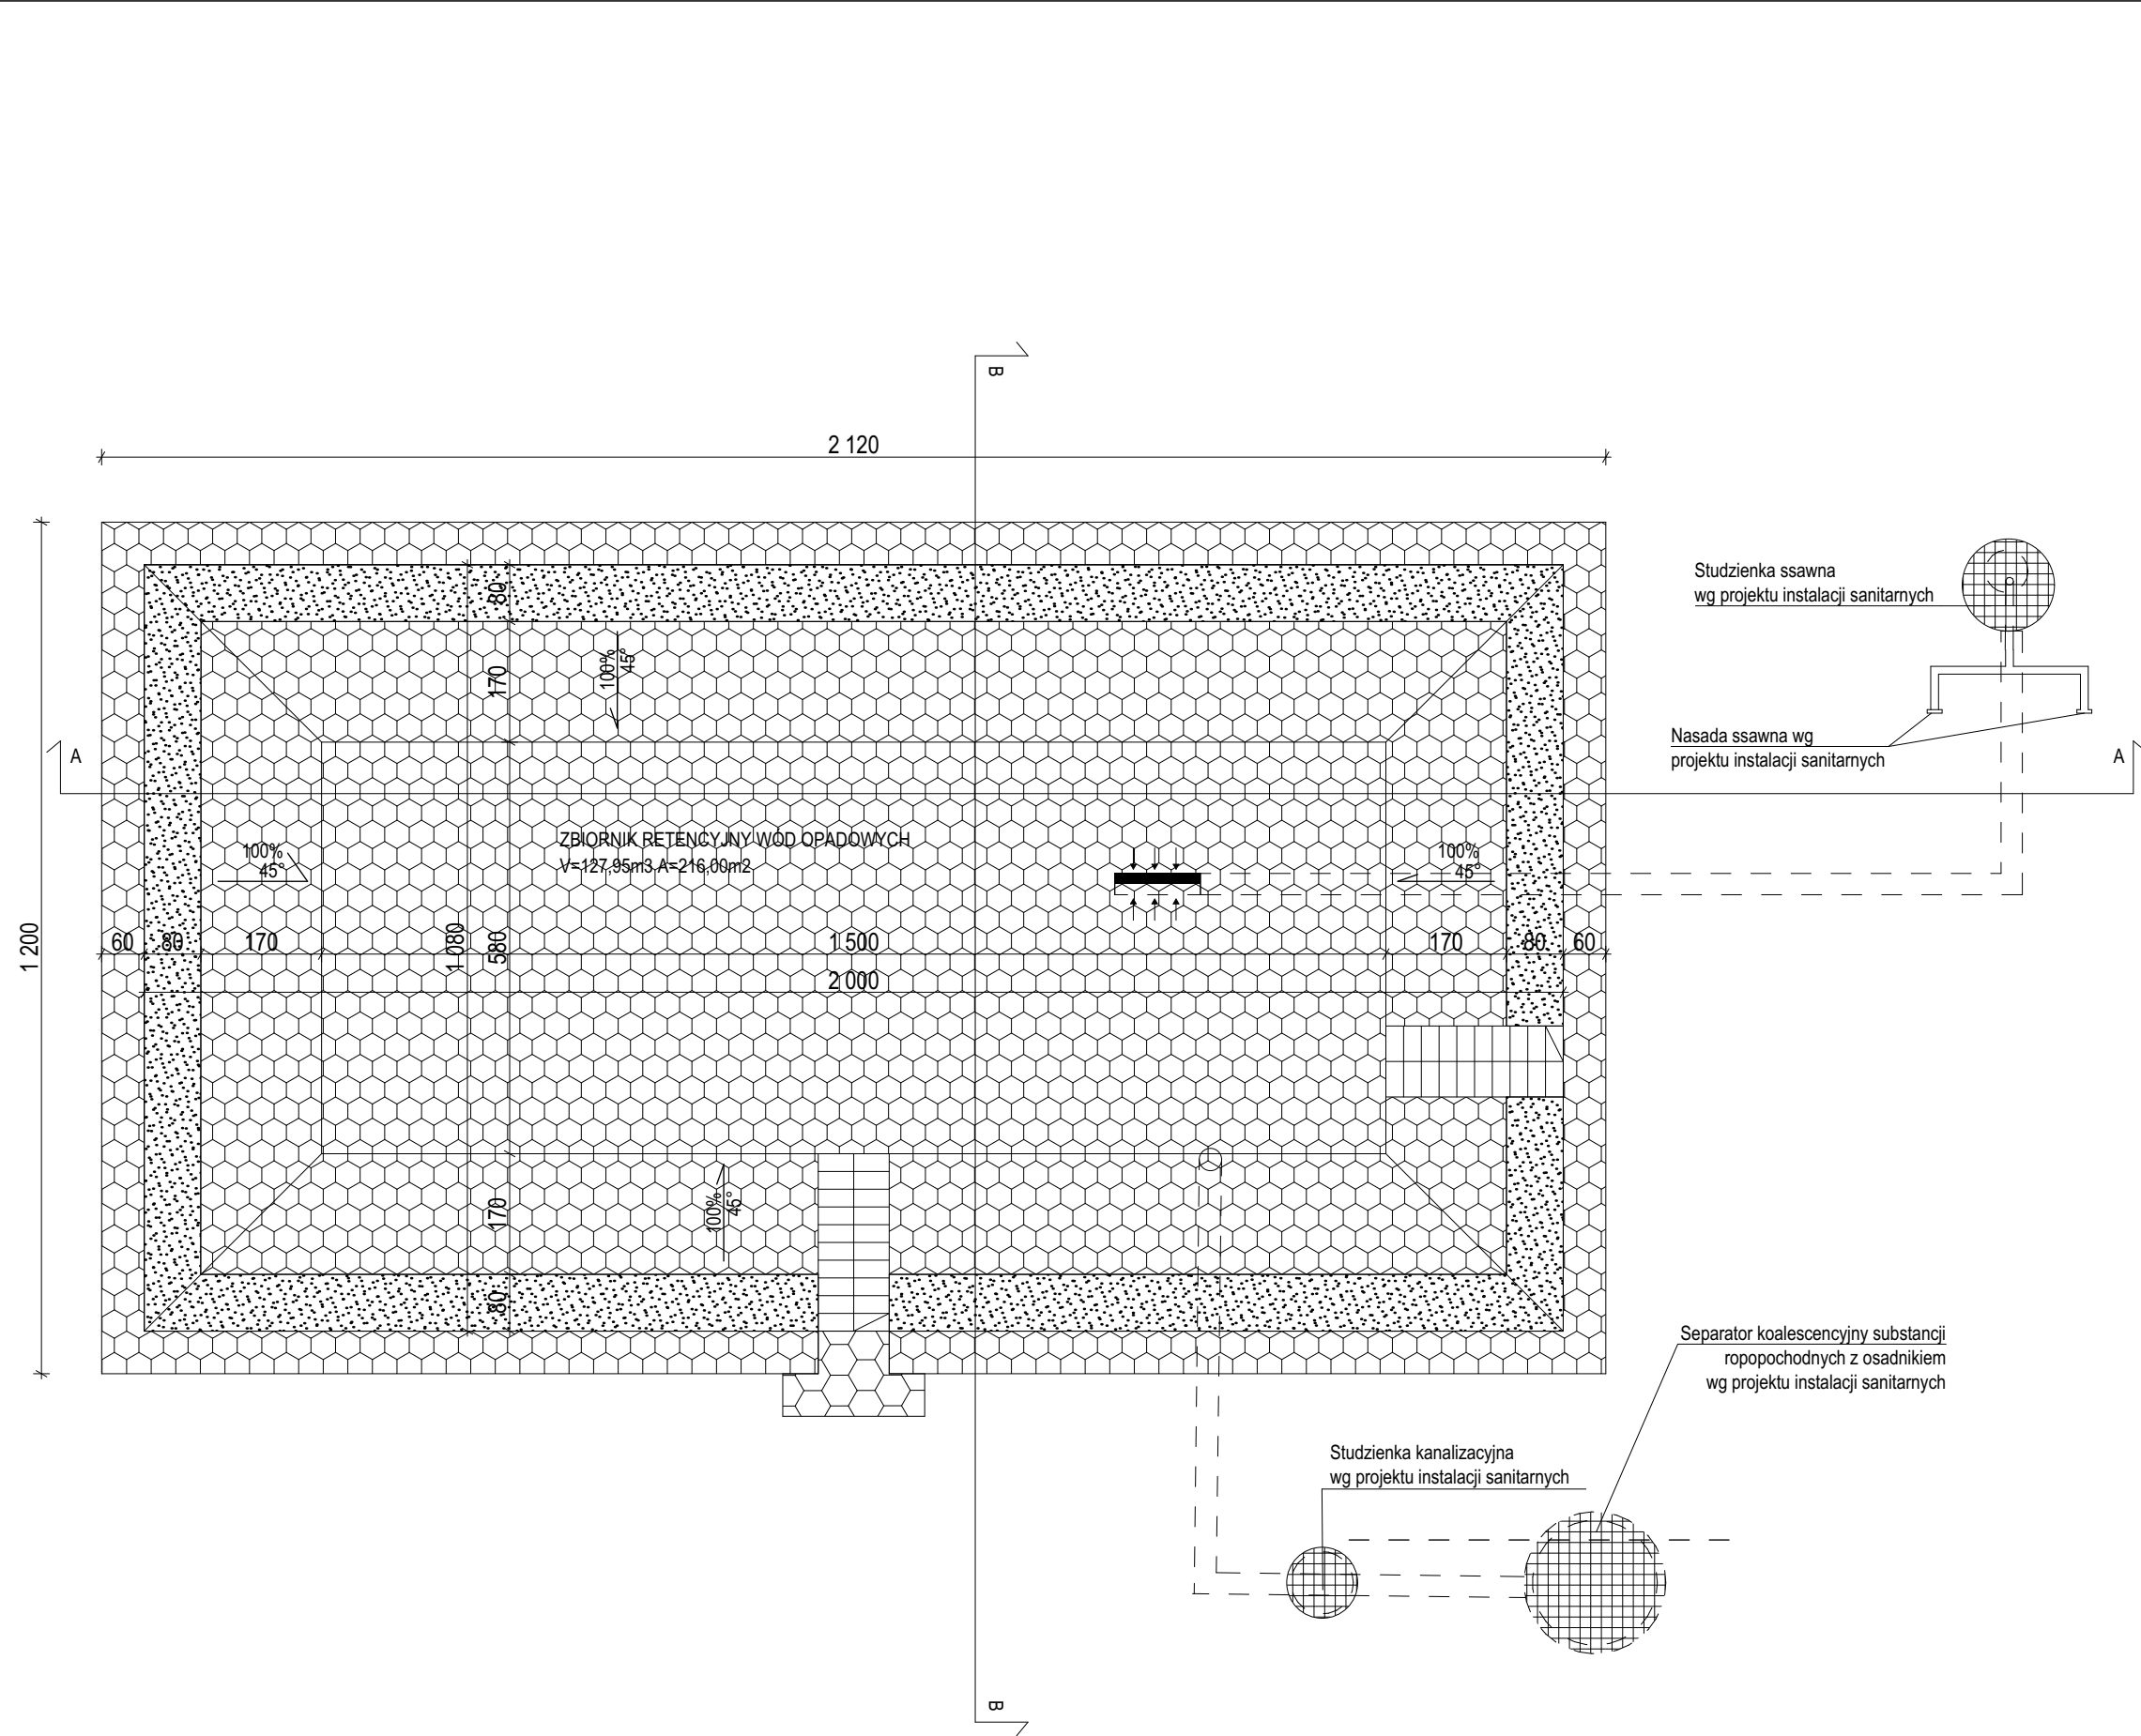 B
2 120
Studzienka ssawna
wg projektu instalacji sanitarnych
80
170
100%
45°
Nasada ssawna wg
projektu instalacji sanitarnych
A
A
ZBIORNIK RETENCYJNY WÓD OPADOWYCH
V=127,95m3 A=216,00m2
100%
45°
100%
45°
1 200
60
80
170
1 080
580
1 500
170
80
60
2 000
170
100%
45°
80
Separator koalescencyjny substancji
ropopochodnych z osadnikiem
wg projektu instalacji sanitarnych
Studzienka kanalizacyjna
wg projektu instalacji sanitarnych
B